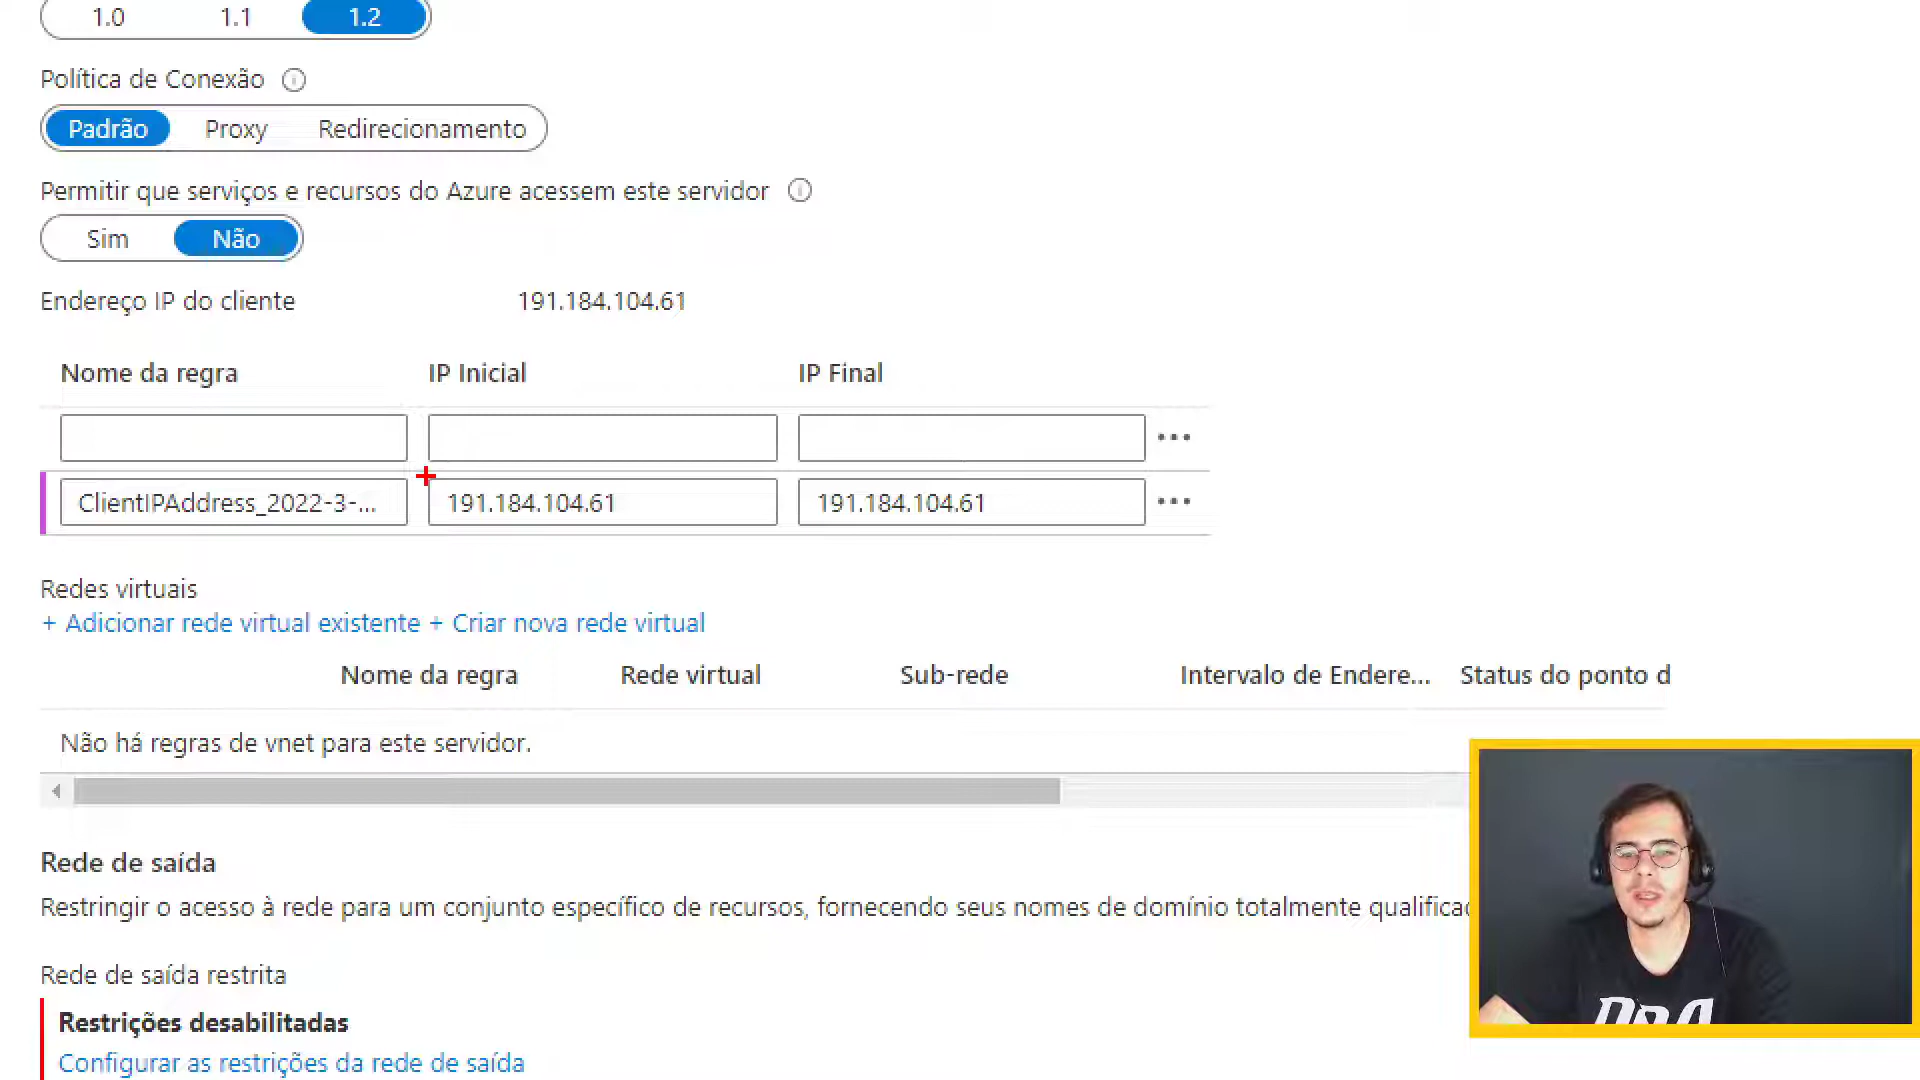 1.0 1.1 1.2
Política de Conexão
Padrão Proxy Redirecionamento
Permitir que serviços e recursos do Azure acessem este servidor
Sim Não
Endereço IP do cliente 191.184.104.61
Nome da regra IP Inicial IP Final
ClientIPAddress_2022-3-... 191.184.104.61 191.184.104.61
Redes virtuais
+ Adicionar rede virtual existente + Criar nova rede virtual
Nome da regra Rede virtual Sub-rede Intervalo de Endere... Status do ponto d
Não há regras de vnet para este servidor.
Rede de saída
Restringir o acesso à rede para um conjunto específico de recursos, fornecendo seus nomes de domínio totalmente qualificad
Rede de saída restrita
Restrições desabilitadas
Configurar as restrições da rede de saída